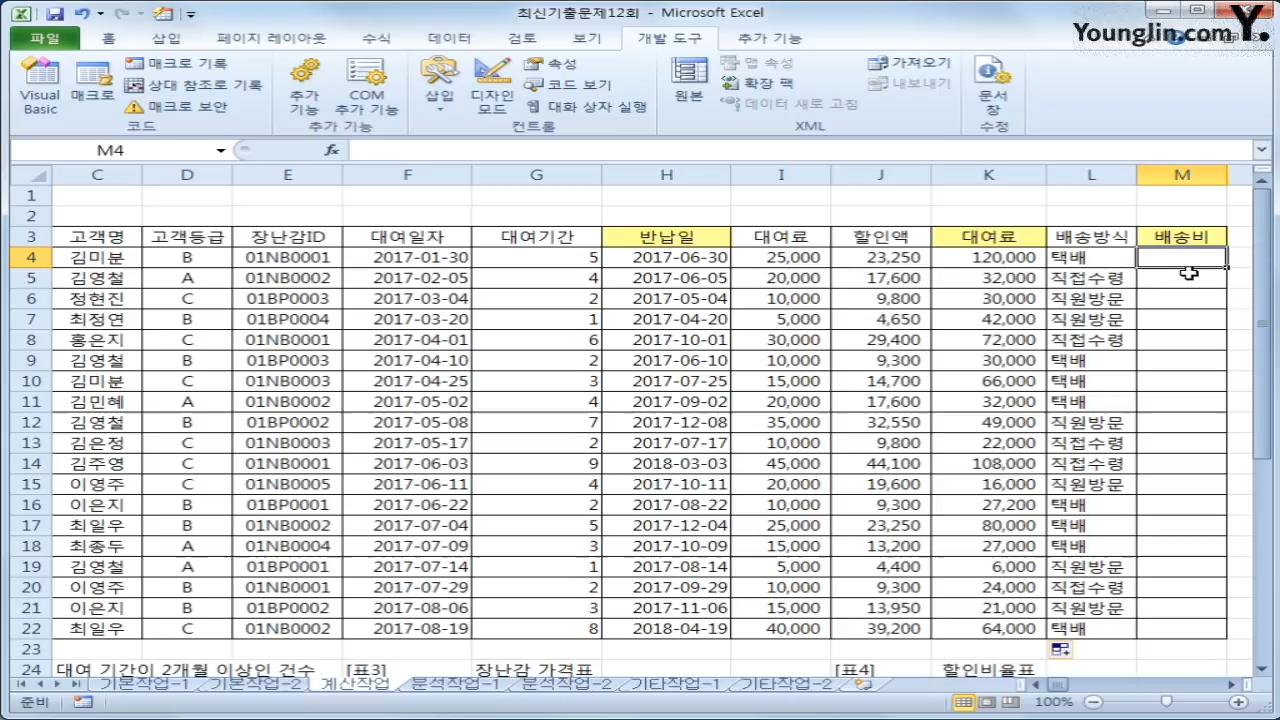 최신기출문제12회 - Microsoft Excel
Younglin.com
Y.
파일 홈 삽입 페이지 레이아웃 수식 데이터 검토 보기 개발 도구 추가 기능
Visual Basic
매크로
매크로 기록
상대 참조로 기록
매크로 보안
코드
추가 기능
COM 추가 기능
추가 기능
삽입
디자인 모드
속성
코드 보기
대화 상자 실행
컨트롤
원본
맵 속성
확장 팩
데이터 새로 고침
가져오기
내보내기
XML
문서 창
수정
M4 fx
C D E F G H I J K L M
1
2
3 고객명 고객등급 장난감ID 대여일자 대여기간 반납일 대여료 할인액 대여료 배송방식 배송비
4 김미분 B 01NB0001 2017-01-30 5 2017-06-30 25,000 23,250 120,000 택배
5 김영철 A 01NB0002 2017-02-05 4 2017-06-05 20,000 17,600 32,000 직접수령
6 정현진 C 01BP0003 2017-03-04 2 2017-05-04 10,000 9,800 30,000 직원방문
7 최정연 B 01BP0004 2017-03-20 1 2017-04-20 5,000 4,650 42,000 직원방문
8 홍은지 C 01NB0001 2017-04-01 6 2017-10-01 30,000 29,400 72,000 직접수령
9 김영철 B 01BP0003 2017-04-10 2 2017-06-10 10,000 9,300 30,000 택배
10 김미분 C 01NB0003 2017-04-25 3 2017-07-25 15,000 14,700 66,000 택배
11 김민혜 A 01NB0002 2017-05-02 4 2017-09-02 20,000 17,600 32,000 택배
12 김영철 B 01BP0002 2017-05-08 7 2017-12-08 35,000 32,550 49,000 직원방문
13 김은정 C 01NB0003 2017-05-17 2 2017-07-17 10,000 9,800 22,000 직접수령
14 김주영 C 01NB0001 2017-06-03 9 2018-03-03 45,000 44,100 108,000 직접수령
15 이영주 C 01NB0005 2017-06-11 4 2017-10-11 20,000 19,600 16,000 직원방문
16 이은지 B 01BP0001 2017-06-22 2 2017-08-22 10,000 9,300 27,200 택배
17 최일우 B 01NB0002 2017-07-04 5 2017-12-04 25,000 23,250 80,000 택배
18 최종두 A 01NB0004 2017-07-09 3 2017-10-09 15,000 13,200 27,000 택배
19 김영철 A 01BP0001 2017-07-14 1 2017-08-14 5,000 4,400 6,000 직원방문
20 이영주 B 01NB0001 2017-07-29 2 2017-09-29 10,000 9,300 24,000 직접수령
21 이은지 B 01BP0002 2017-08-06 3 2017-11-06 15,000 13,950 21,000 직원방문
22 최일우 C 01NB0002 2017-08-19 8 2018-04-19 40,000 39,200 64,000 택배
23
24 대여 기간이 2개월 이상인 건수 [표3] 장난감 가격표 [표4] 할인비율표
기본작업-1 기본작업-2 계산작업 분석작업-1 분석작업-2 기타작업-1 기타작업-2
준비 100%